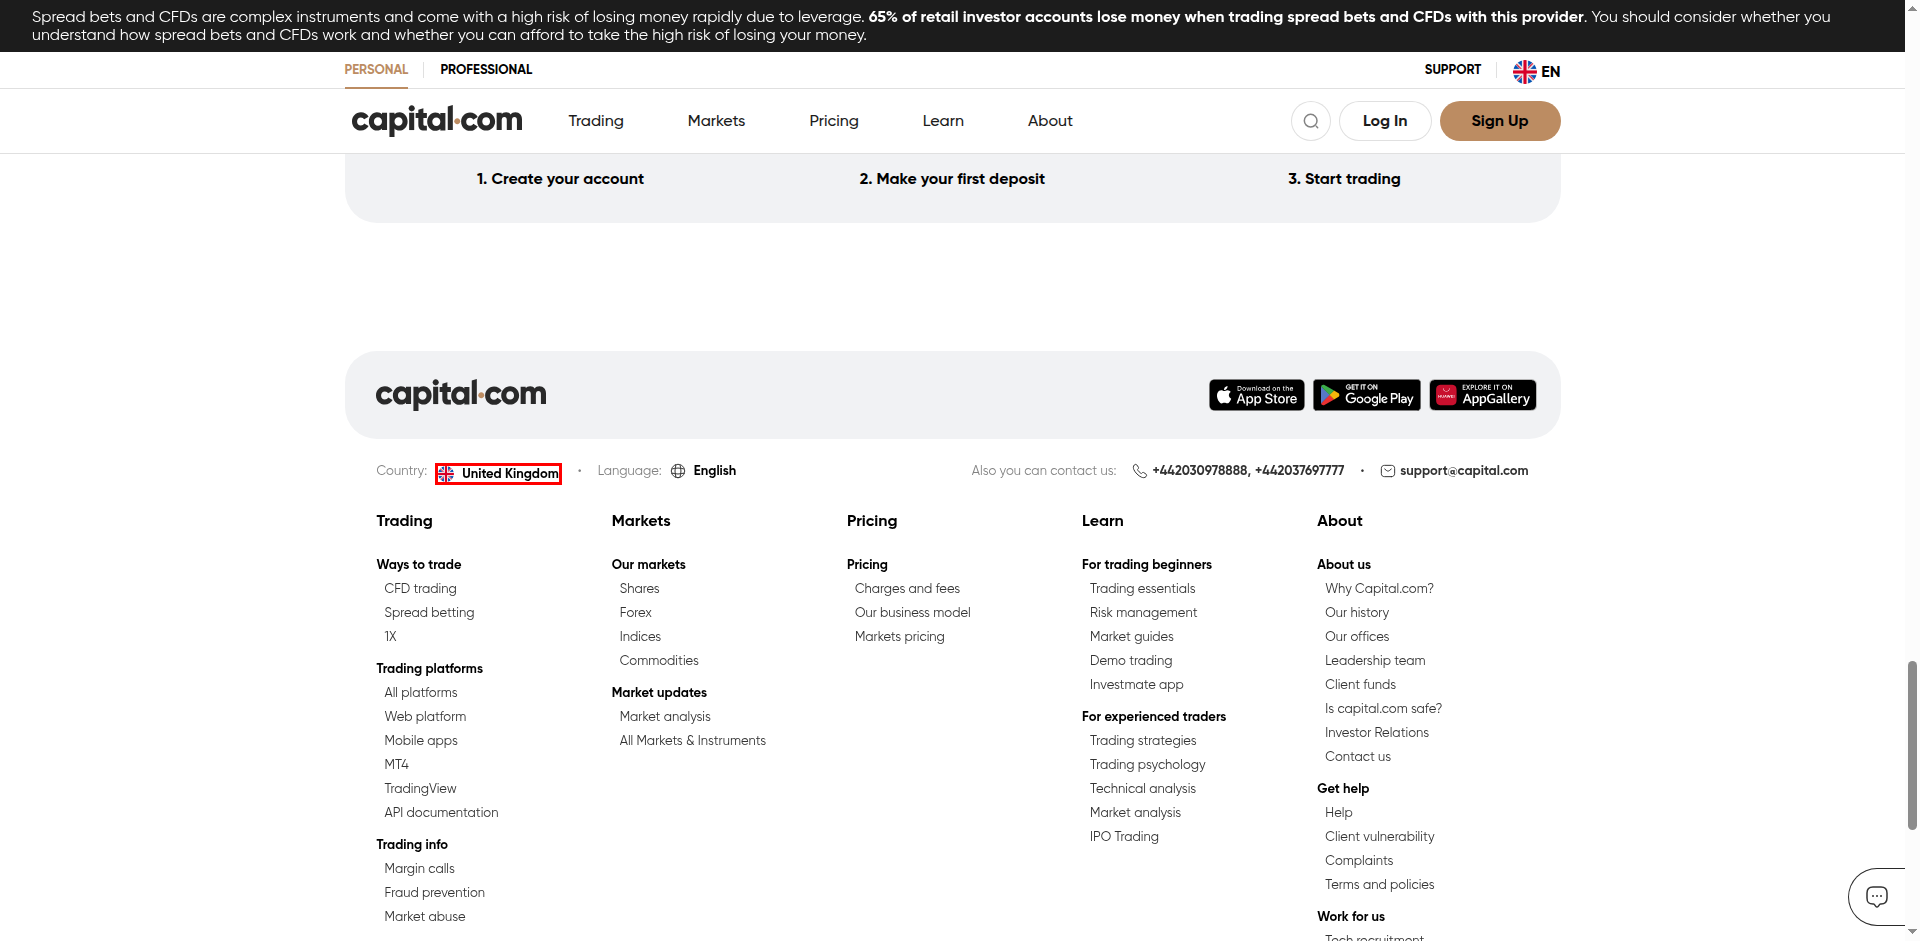 Spread bets and CFDs are complex instruments and come with a high risk of losing money rapidly due to leverage. 65% of retail investor accounts lose money when trading spread bets and CFDs with this provider. You should consider whether you
understand how spread bets and CFDs work and whether you can afford to take the high risk of losing your money.
PERSONAL PROFESSIONAL SUPPORT EN
capital.com Trading Markets Pricing Learn About Log In Sign Up
1. Create your account 2. Make your first deposit 3. Start trading
capital.com Download on the App Store GET IT ON Google Play HUAWEI EXPLORE IT ON AppGallery
Country: United Kingdom • Language: English Also you can contact us: +442030978888, +442037697777 • support@capital.com
Trading
Ways to trade
CFD trading
Spread betting
1X
Trading platforms
All platforms
Web platform
Mobile apps
MT4
TradingView
API documentation
Trading info
Margin calls
Fraud prevention
Market abuse
Markets
Our markets
Shares
Forex
Indices
Commodities
Market updates
Market analysis
All Markets & Instruments
Pricing
Pricing
Charges and fees
Our business model
Markets pricing
Learn
For trading beginners
Trading essentials
Risk management
Market guides
Demo trading
Investmate app
For experienced traders
Trading strategies
Trading psychology
Technical analysis
Market analysis
IPO Trading
About
About us
Why Capital.com?
Our history
Our offices
Leadership team
Client funds
Is capital.com safe?
Investor Relations
Contact us
Get help
Help
Client vulnerability
Complaints
Terms and policies
Work for us
Tech recruitment